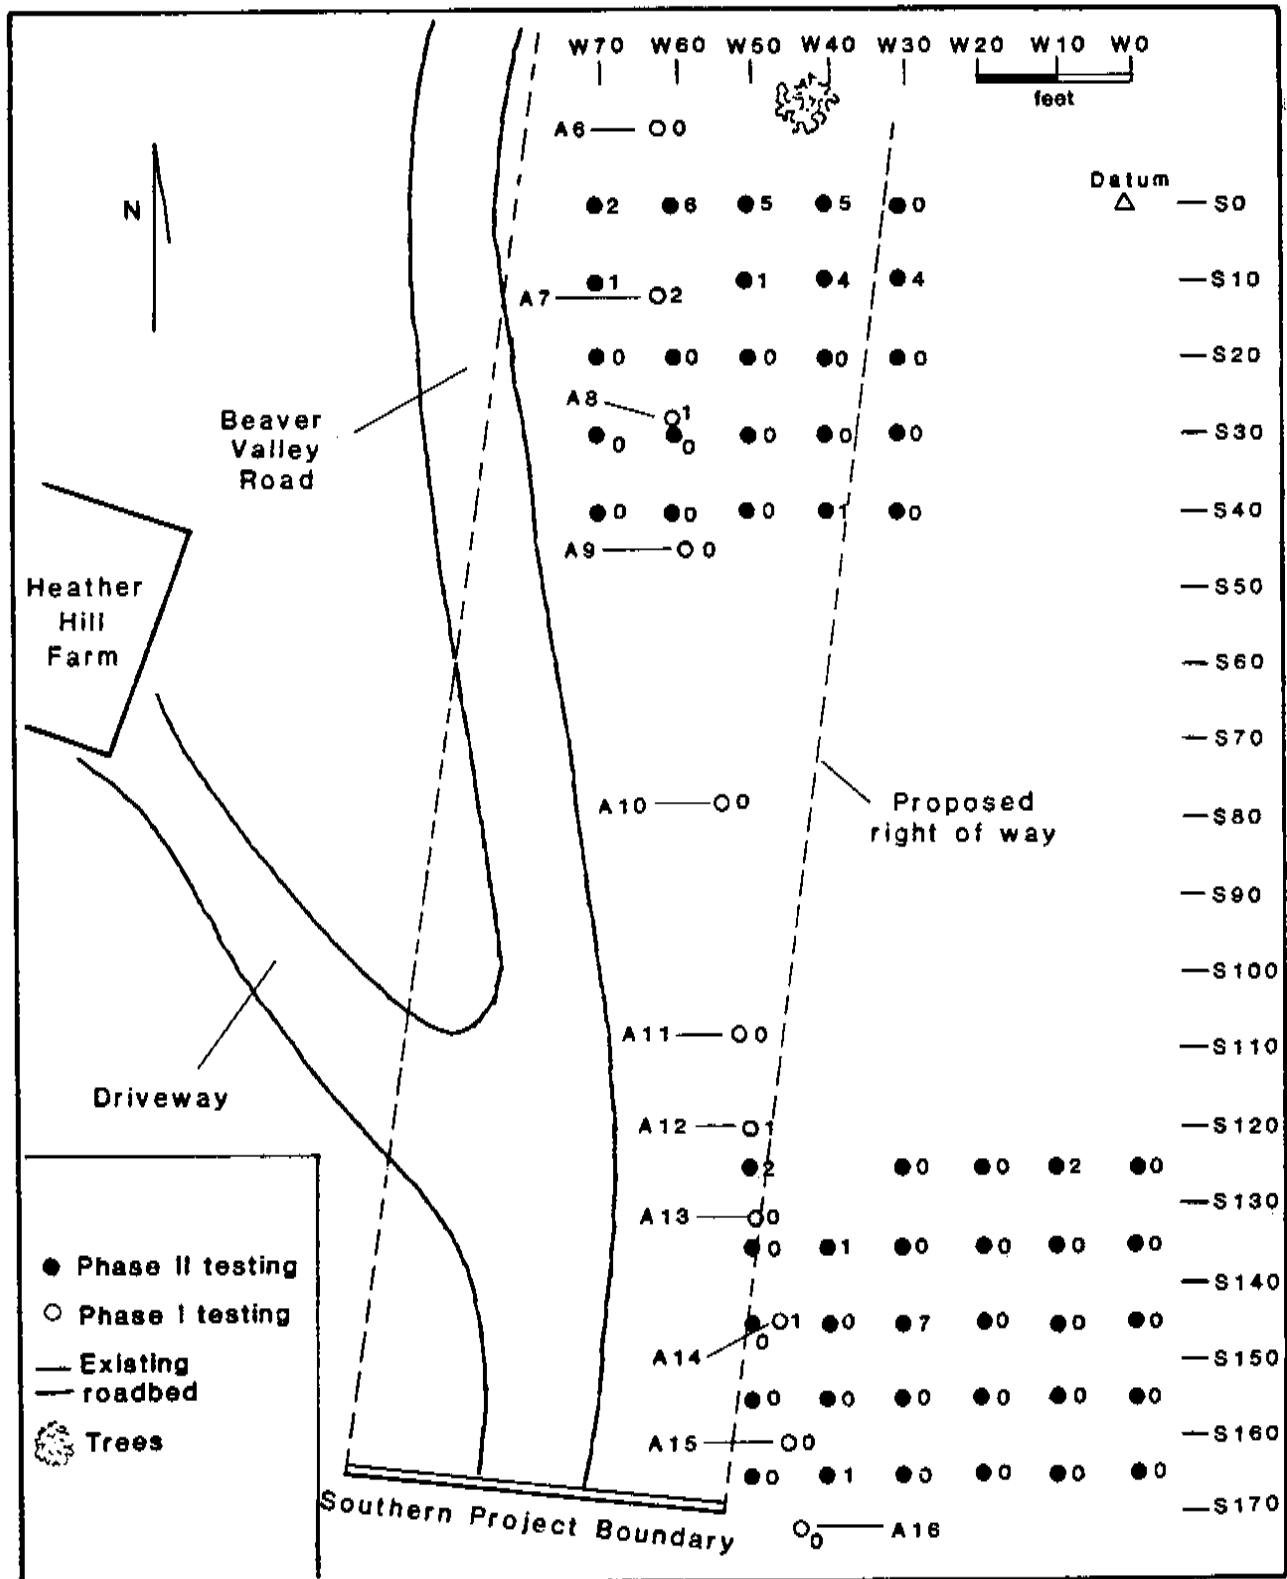 W70 W60 W50 W40 W30 W20 W10 W0
feet
A6 0
Datum
2 6 5 5 0 S0
1 1 4 4 S10
A7 2
0 0 0 0 0 S20
A8 1
0 0 0 0 0 S30
0 0 0 1 0 S40
A9 0
N
Beaver
Valley
Road
Heather
Hill
Farm
S50
S60
S70
A10 0
S80
Proposed
right of way
S90
S100
A11 0
S110
Driveway
A12 1
S120
2 0 0 2 0
S130
A13 0
0 1 0 0 0 0
S140
A14 1
0 0 7 0 0 0
S150
0 0 0 0 0 0
S160
A15 0
0 1 0 0 0 0
S170
0 A16
Phase II testing
Phase I testing
Existing
roadbed
Trees
Southern Project Boundary